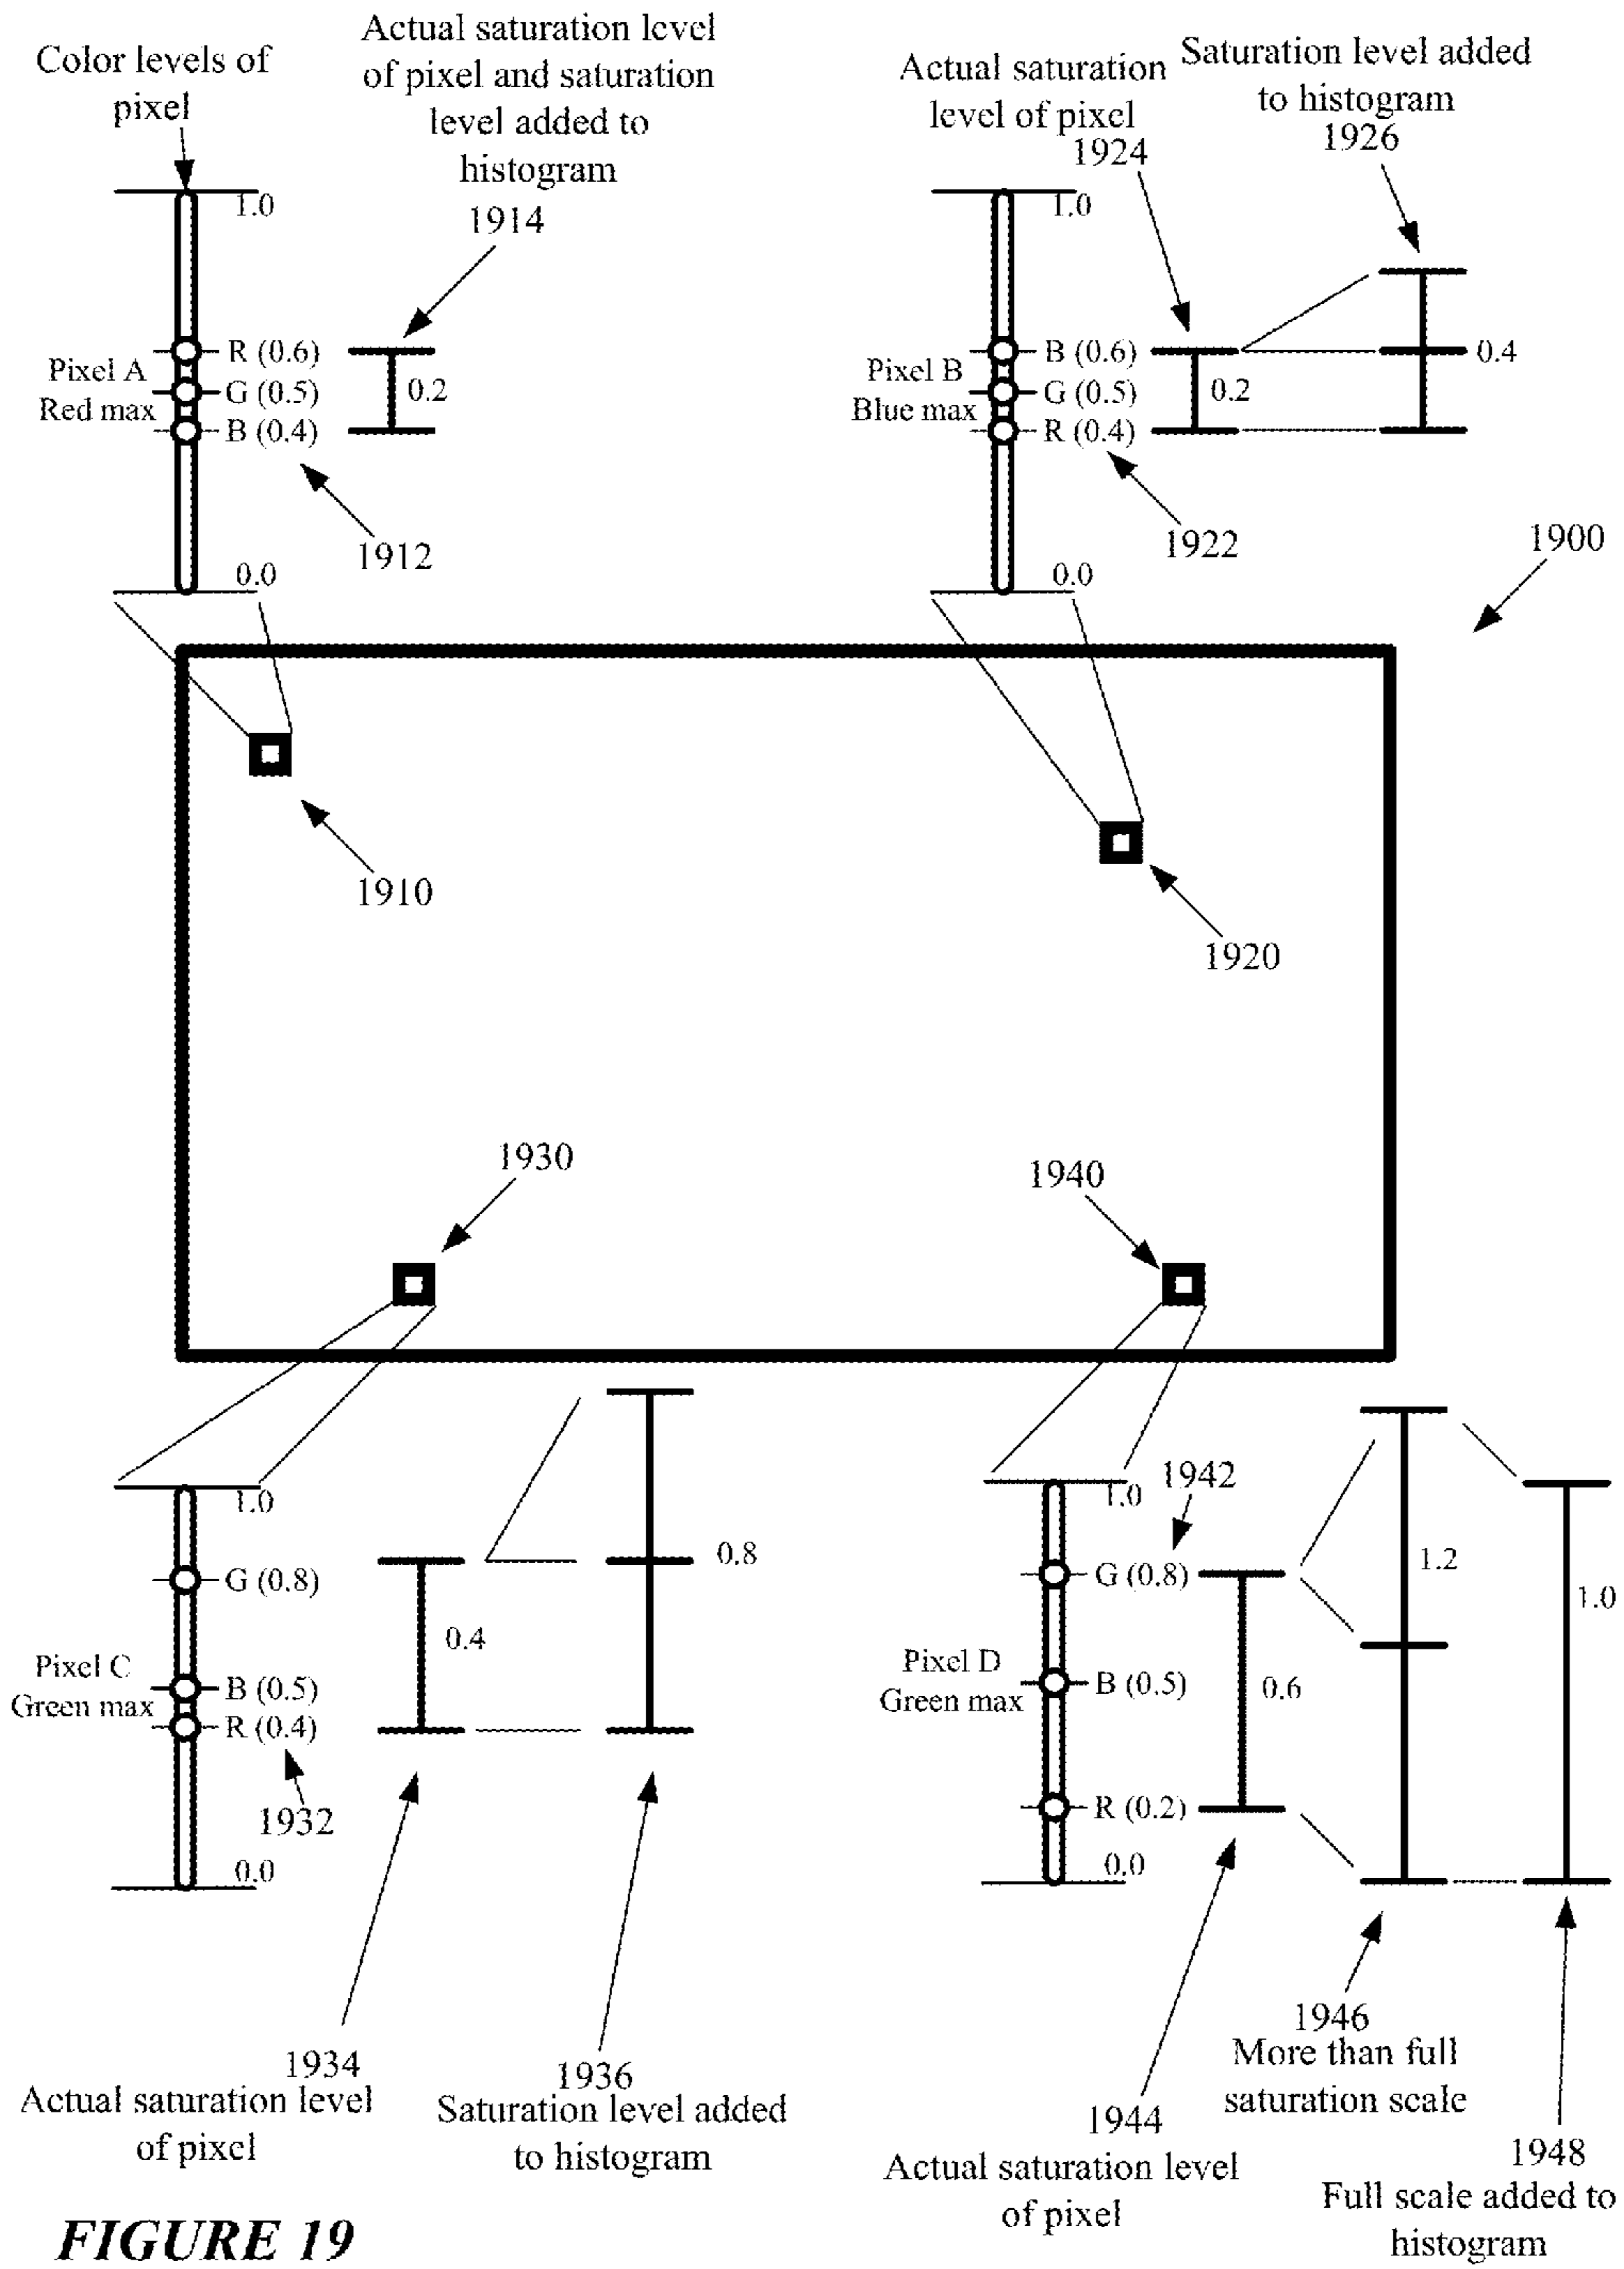 Color levels of
pixel
Actual saturation level
of pixel and saturation
level added to
histogram
1914
1.0
Pixel A
Red max
R (0.6)
G (0.5)
B (0.4)
0.2
1912
0.0
Actual saturation
level of pixel
1924
Saturation level added
to histogram
1926
1.0
Pixel B
Blue max
B (0.6)
G (0.5)
R (0.4)
0.2
0.4
1922
0.0
1900
1910
1920
1930
1940
1.0
G (0.8)
Pixel C
Green max
B (0.5)
R (0.4)
1932
0.0
0.4
0.8
1934
Actual saturation level
of pixel
1936
Saturation level added
to histogram
1.0
1942
G (0.8)
Pixel D
Green max
B (0.5)
R (0.2)
0.0
0.6
1.2
1.0
1944
Actual saturation level
of pixel
1946
More than full
saturation scale
1948
Full scale added to
histogram
FIGURE 19